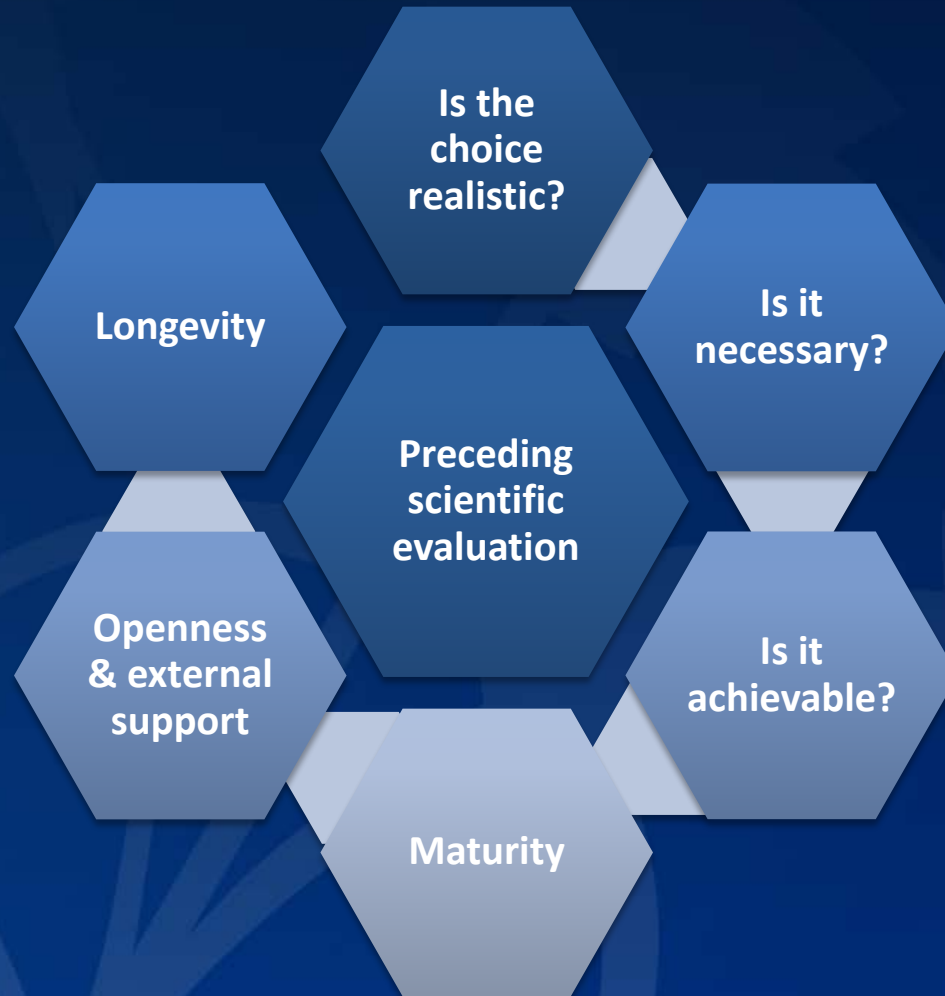 Is the
choice
realistic?
Is it
necessary?
Is it
achievable?
Maturity
Openness
& external
support
Longevity
Preceding
scientific
evaluation